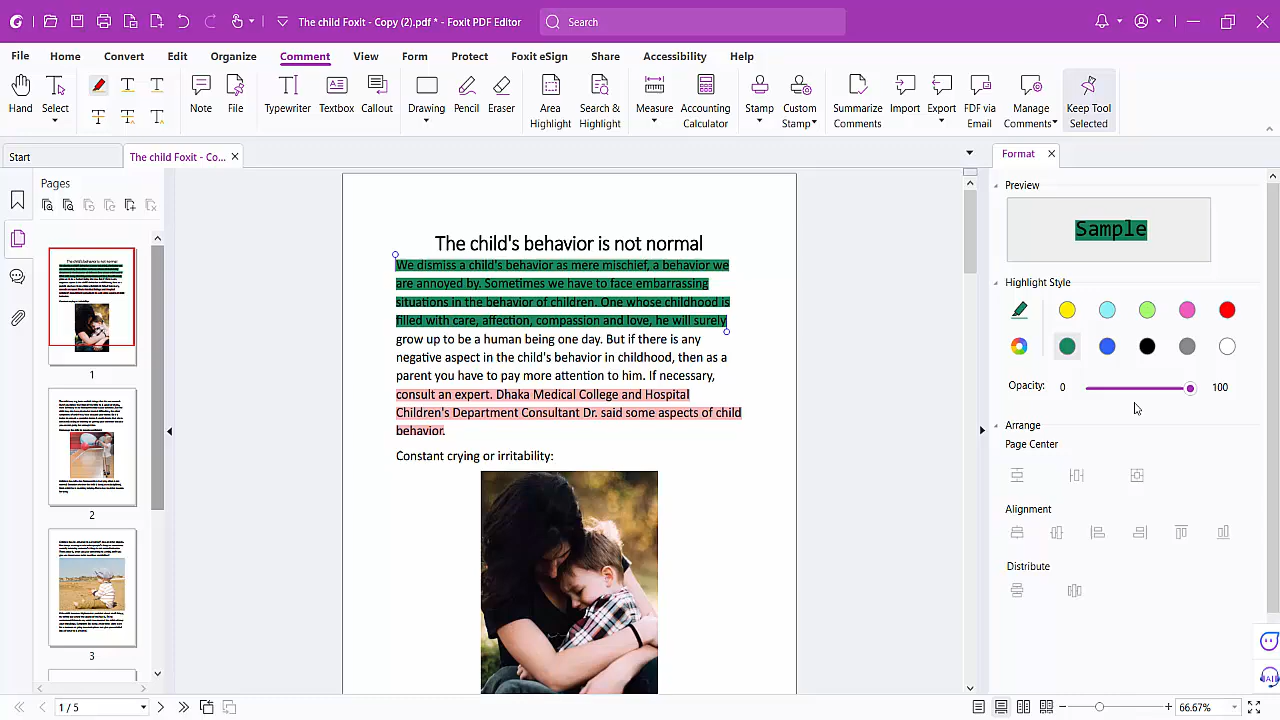 The child Foxit - Copy (2).pdf * - Foxit PDF Editor
Search
File Home Convert Edit Organize Comment View Form Protect Foxit eSign Share Accessibility Help
Hand Select Note File Typewriter Textbox Callout Drawing Pencil Eraser Area Highlight Search & Highlight Measure Accounting Calculator Stamp Custom Stamp Summarize Comments Import Export PDF via Email Manage Comments Keep Tool Selected
Start
The child Foxit - Co...
Format
Pages
Preview
Sample
Highlight Style
Opacity: 0 100
Arrange
Page Center
Alignment
Distribute
1
2
3
The child's behavior is not normal
We dismiss a child's behavior as mere mischief, a behavior we
are annoyed by. Sometimes we have to face embarrassing
situations in the behavior of children. One whose childhood is
filled with care, affection, compassion and love, he will surely
grow up to be a human being one day. But if there is any
negative aspect in the child's behavior in childhood, then as a
parent you have to pay more attention to him. If necessary,
consult an expert. Dhaka Medical College and Hospital
Children's Department Consultant Dr. said some aspects of child
behavior.
Constant crying or irritability:
1 / 5
66.67%